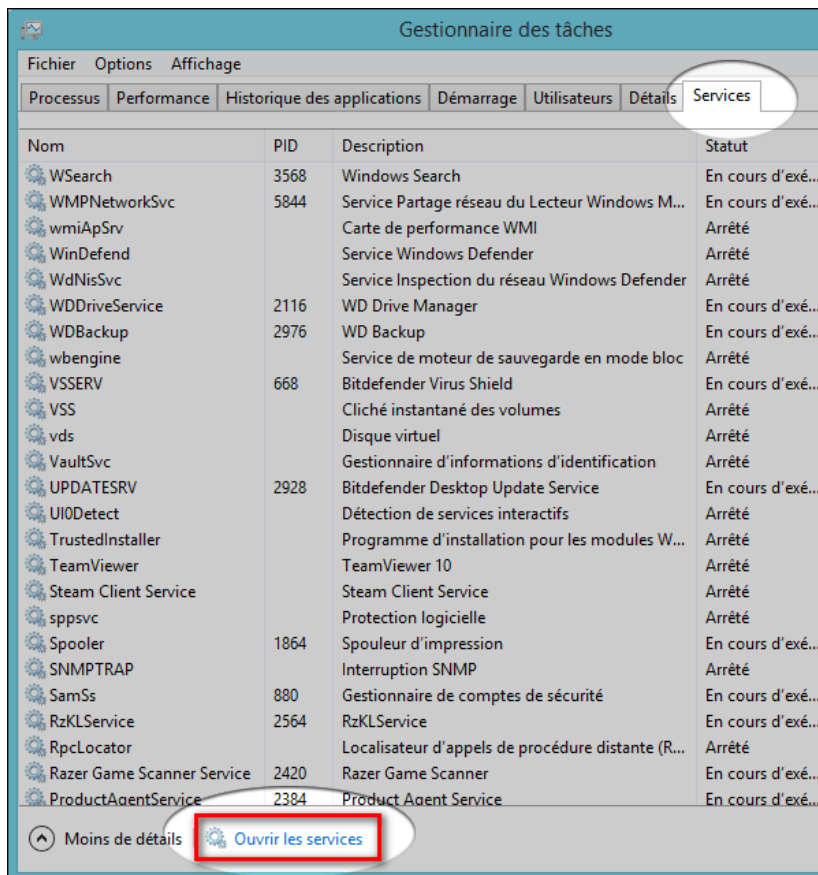 Gestionnaire des tâches
Fichier Options Affichage
Processus Performance Historique des applications Démarrage Utilisateurs Détails Services
Nom PID Description Statut
WSearch 3568 Windows Search En cours d'exé...
WMPNetworkSvc 5844 Service Partage réseau du Lecteur Windows M... En cours d'exé...
wmiApSrv Carte de performance WMI Arrêté
WinDefend Service Windows Defender Arrêté
WdNisSvc Service Inspection du réseau Windows Defender Arrêté
WDDriveService 2116 WD Drive Manager En cours d'exé...
WDBackup 2976 WD Backup En cours d'exé...
wbengine Service de moteur de sauvegarde en mode bloc Arrêté
VSSERV 668 Bitdefender Virus Shield En cours d'exé...
VSS Cliché instantané des volumes Arrêté
vds Disque virtuel Arrêté
VaultSvc Gestionnaire d'informations d'identification Arrêté
UPDATESRV 2928 Bitdefender Desktop Update Service En cours d'exé...
UI0Detect Détection de services interactifs Arrêté
TrustedInstaller Programme d'installation pour les modules W... Arrêté
TeamViewer TeamViewer 10 Arrêté
Steam Client Service Steam Client Service Arrêté
sppsvc Protection logicielle Arrêté
Spooler 1864 Spouleur d'impression En cours d'exé...
SNMPTRAP Interruption SNMP Arrêté
SamSs 880 Gestionnaire de comptes de sécurité En cours d'exé...
RzKLService 2564 RzKLService En cours d'exé...
RpcLocator Localisateur d'appels de procédure distante (R... Arrêté
Razer Game Scanner Service 2420 Razer Game Scanner En cours d'exé...
ProductAgentService 2384 Product Agent Service En cours d'exé...
Moins de détails Ouvrir les services